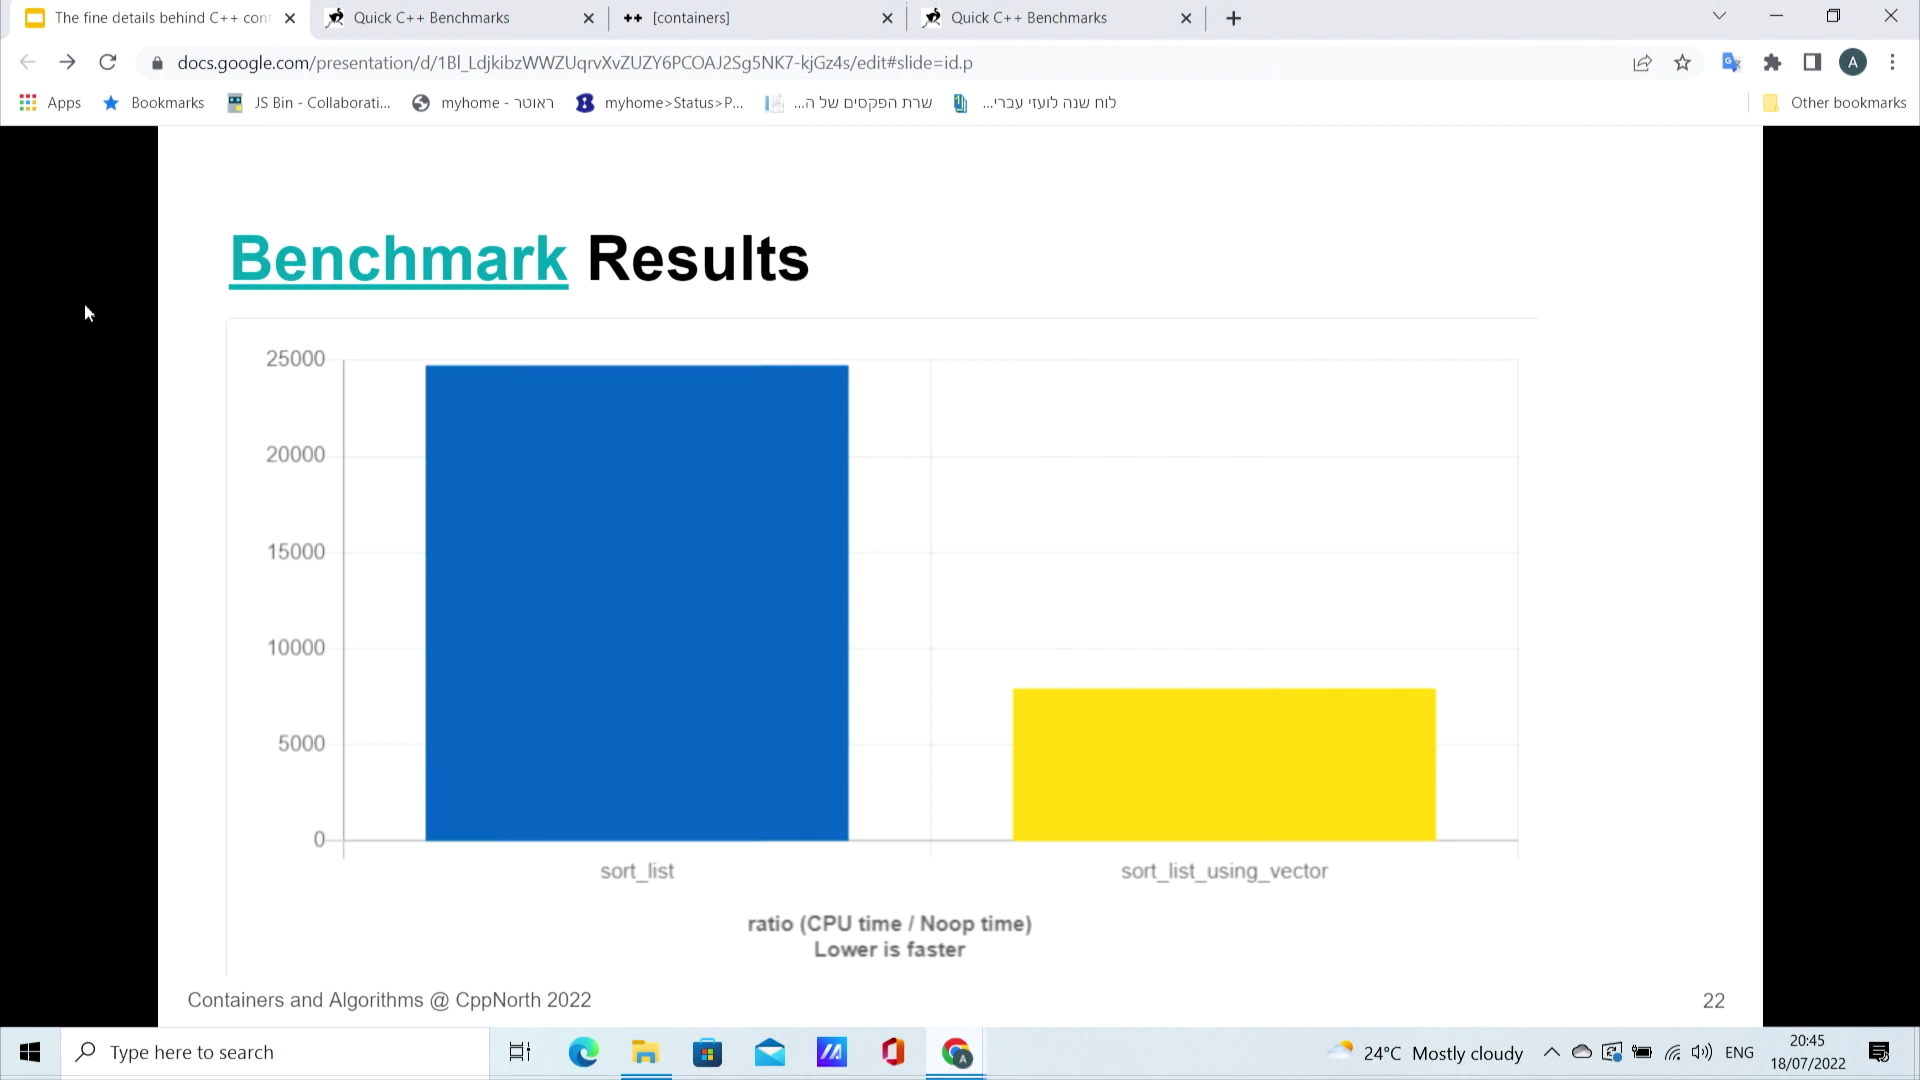 The fine details behind C++ cont
Quick C++ Benchmarks
[containers]
Quick C++ Benchmarks
docs.google.com/presentation/d/1Bl_LdjkibzWWZUqrvXvZUZY6PCOAJ2Sg5NK7-kjGz4s/edit#slide=id.p
A
Apps
Bookmarks
JS Bin - Collaborati...
myhome - ראוטר
myhome>Status>P...
שרת הפקסים של ה...
לוח שנה לועזי עברי...
Other bookmarks
Benchmark Results
25000
20000
15000
10000
5000
0
sort_list
sort_list_using_vector
ratio (CPU time / Noop time)
Lower is faster
Containers and Algorithms @ CppNorth 2022
22
Type here to search
24°C Mostly cloudy
ENG
20:45
18/07/2022